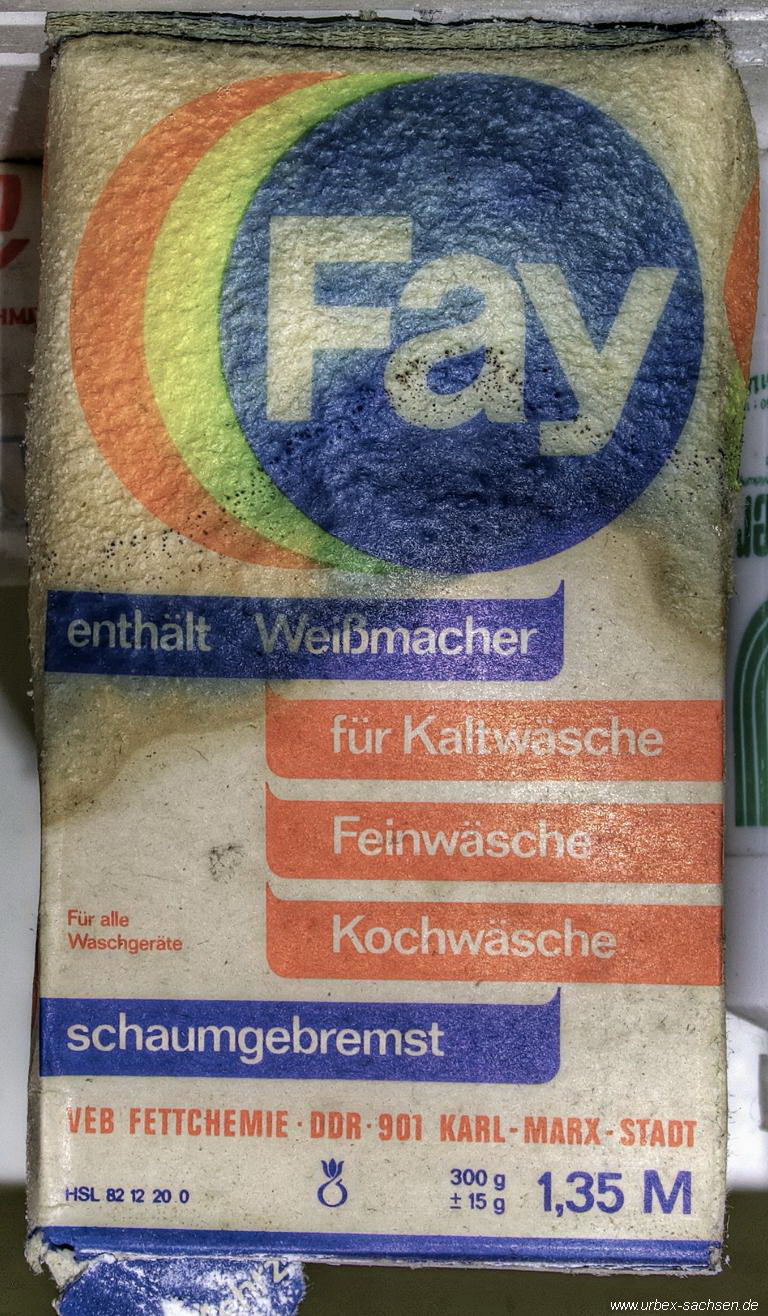 Fay
enthält Weißmacher
für Kaltwäsche
Feinwäsche
Kochwäsche
Für alle
Waschgeräte
schaumgebremst
VEB FETTCHEMIE · DDR · 901 KARL-MARX-STADT
HSL 82 12 20 0
300 g
± 15 g
1,35 M
www.urbex-sachsen.de